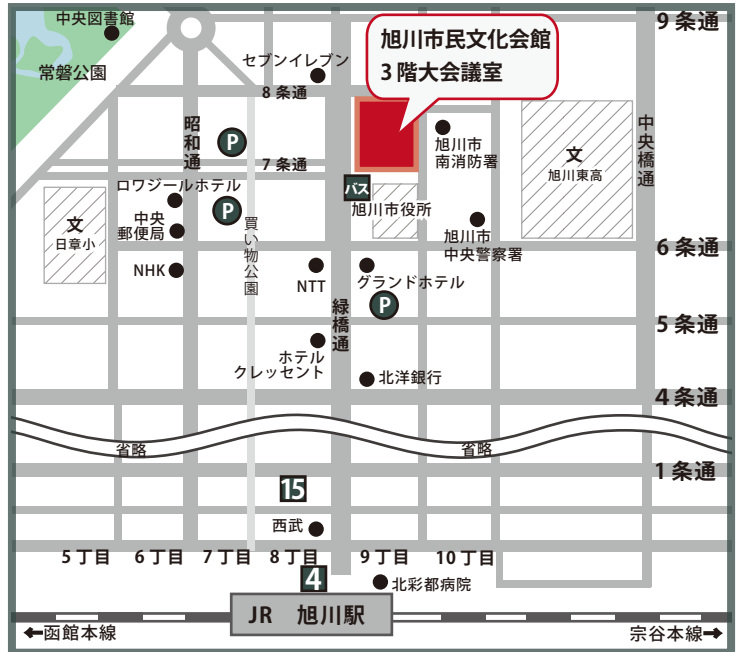 中央図書館
9条通
旭川市民文化会館
3階大会議室
セブンイレブン
常磐公園
8条通
昭和通
中央橋通
P
旭川市
南消防署
文
旭川東高
7条通
バス
ロワジールホテル
P
旭川市役所
文
日章小
中央
郵便局
買い物公園
旭川市
中央警察署
6条通
NHK
NTT
グランドホテル
P
緑橋通
5条通
ホテル
クレッセント
北洋銀行
4条通
省略
省略
1条通
15
西武
5丁目
6丁目
7丁目
8丁目
9丁目
10丁目
4
北彩都病院
JR 旭川駅
函館本線
宗谷本線